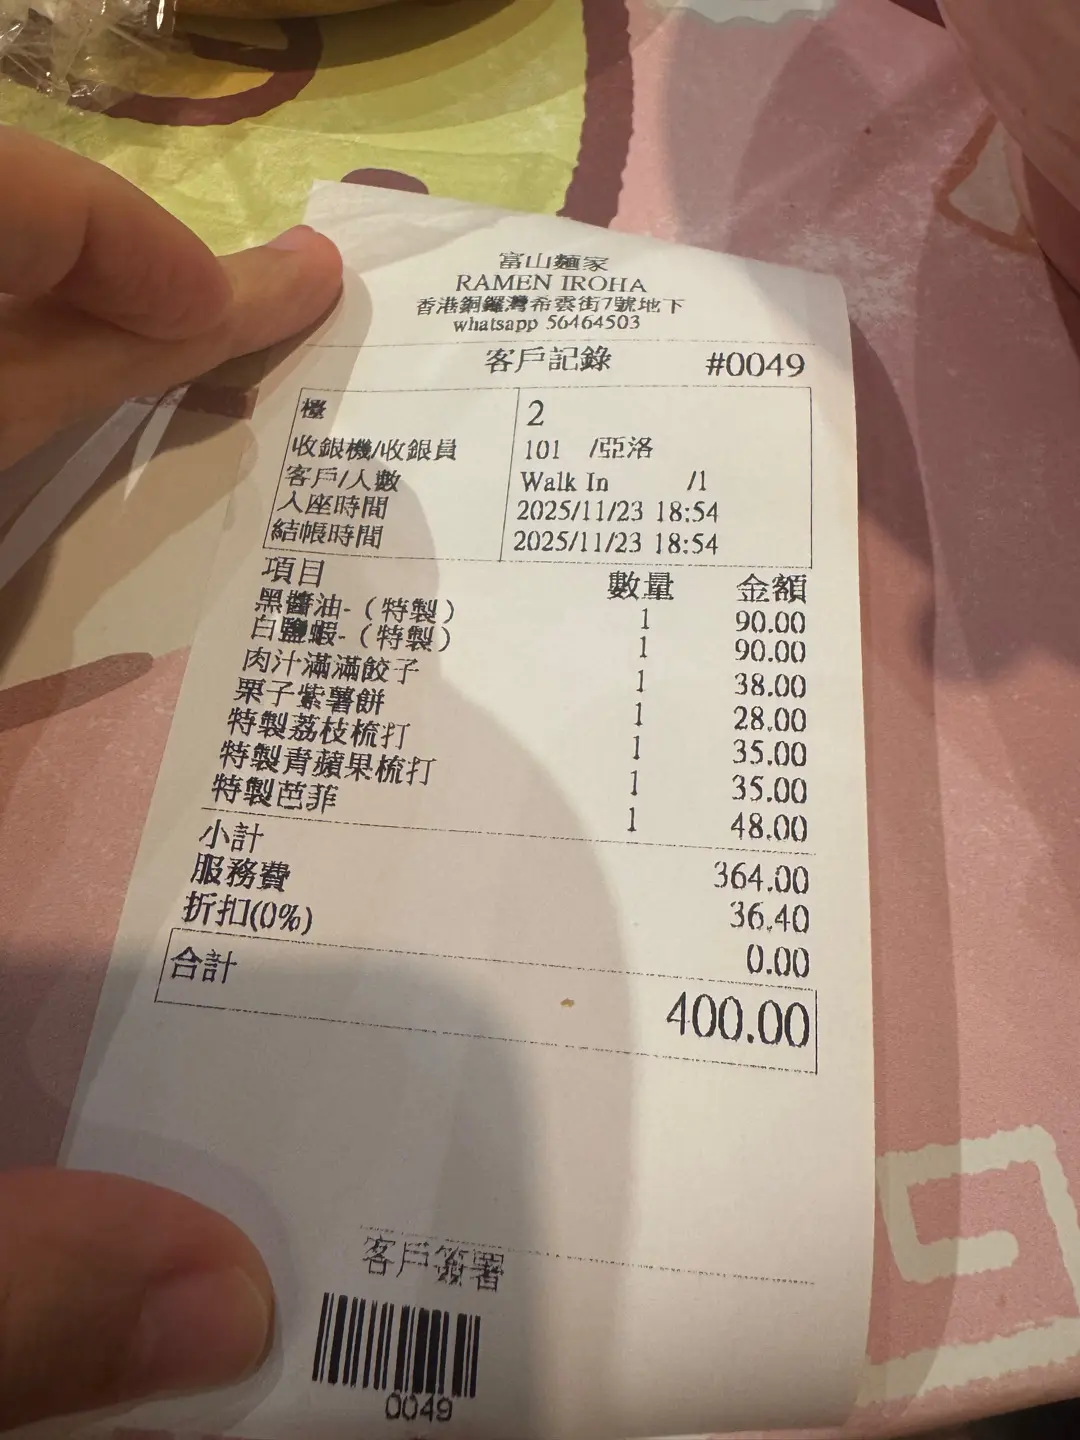 富山麵家
RAMEN IROHA
香港銅鑼灣希雲街7號地下
whatsapp 56464503
客戶記錄 #0049
檯 2
收銀機/收銀員 101 /亞洛
客戶/人數 Walk In /1
入座時間 2025/11/23 18:54
結帳時間 2025/11/23 18:54
項目 數量 金額
黑醬油-（特製） 1 90.00
白鹽蝦-（特製） 1 90.00
肉汁滿滿餃子 1 38.00
栗子紫薯餅 1 28.00
特製荔枝梳打 1 35.00
特製青蘋果梳打 1 35.00
特製芭菲 1 48.00
小計 364.00
服務費 36.40
折扣(0%) 0.00
合計 400.00
客戶簽署
0049